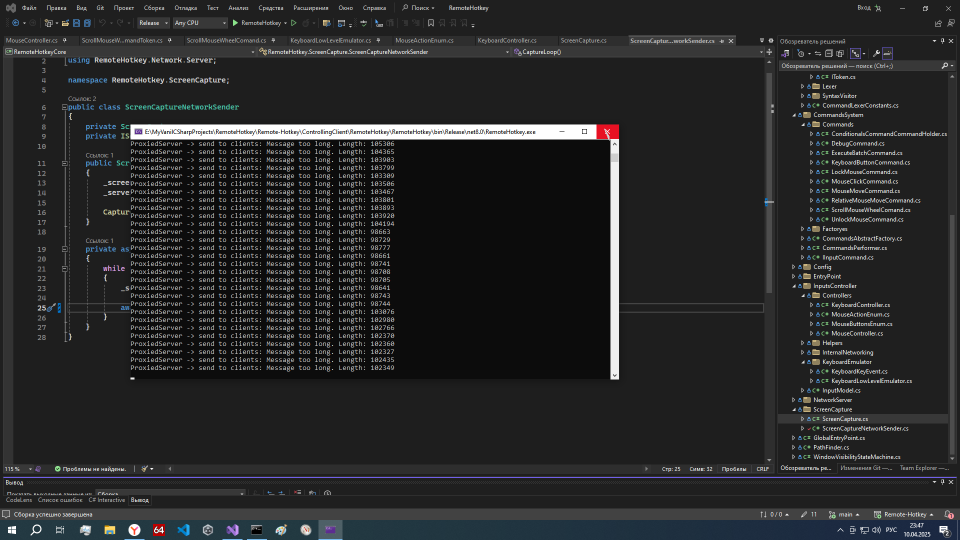 Файл Правка Вид Git Проект Сборка Отладка Тест Анализ Средства Расширения Окно Справка Поиск RemoteHotkey Вход
Release Any CPU RemoteHotkey
MouseController.cs ScrollMouseW...mandToken.cs ScrollMouseWheelComand.cs KeyboardLowLevelEmulator.cs MouseActionEnum.cs KeyboardController.cs ScreenCapture.cs ScreenCaptur...workSender.cs
RemoteHotkeyCore RemoteHotkey.ScreenCapture.ScreenCaptureNetworkSender CaptureLoop()
2 using RemoteHotkey.Network.Server;
4 namespace RemoteHotkey.ScreenCapture;
Ссылок: 2
6 public class ScreenCaptureNetworkSender
7 {
8 private Sc
9 private IS
10
Ссылок: 1
11 public Scr
12 {
13 _scree
14 _serve
15
16 Captur
17 }
18
Ссылок: 1
19 private as
20 {
21 while
22 {
23 _s
24
25 aw
26 }
27 }
28 }
E:\MyVanilCSharpProjects\RemoteHotkey\Remote-Hotkey\ControllingClient\RemoteHotkey\RemoteHotkey\bin\Release\net8.0\RemoteHotkey.exe
ProxiedServer -> send to clients: Message too long. Length: 105306
ProxiedServer -> send to clients: Message too long. Length: 104365
ProxiedServer -> send to clients: Message too long. Length: 103903
ProxiedServer -> send to clients: Message too long. Length: 103799
ProxiedServer -> send to clients: Message too long. Length: 103309
ProxiedServer -> send to clients: Message too long. Length: 103506
ProxiedServer -> send to clients: Message too long. Length: 103467
ProxiedServer -> send to clients: Message too long. Length: 103801
ProxiedServer -> send to clients: Message too long. Length: 103893
ProxiedServer -> send to clients: Message too long. Length: 103920
ProxiedServer -> send to clients: Message too long. Length: 104194
ProxiedServer -> send to clients: Message too long. Length: 98663
ProxiedServer -> send to clients: Message too long. Length: 98729
ProxiedServer -> send to clients: Message too long. Length: 98777
ProxiedServer -> send to clients: Message too long. Length: 98661
ProxiedServer -> send to clients: Message too long. Length: 98741
ProxiedServer -> send to clients: Message too long. Length: 98708
ProxiedServer -> send to clients: Message too long. Length: 98705
ProxiedServer -> send to clients: Message too long. Length: 98641
ProxiedServer -> send to clients: Message too long. Length: 98743
ProxiedServer -> send to clients: Message too long. Length: 98744
ProxiedServer -> send to clients: Message too long. Length: 103076
ProxiedServer -> send to clients: Message too long. Length: 102980
ProxiedServer -> send to clients: Message too long. Length: 102766
ProxiedServer -> send to clients: Message too long. Length: 102370
ProxiedServer -> send to clients: Message too long. Length: 102360
ProxiedServer -> send to clients: Message too long. Length: 102327
ProxiedServer -> send to clients: Message too long. Length: 102435
ProxiedServer -> send to clients: Message too long. Length: 102349
Обозреватель решений
Обозреватель решений — поиск (Ctrl+;)
IToken.cs
Lexer
SyntaxVisitor
CommandLexerConstants.cs
CommandsSystem
Commands
ConditionalsCommandCommandHolder.cs
DebugCommand.cs
ExecuteBatchCommand.cs
KeyboardButtonCommand.cs
LockMouseCommand.cs
MouseClickCommand.cs
MouseMoveCommand.cs
RelativeMouseMoveCommand.cs
ScrollMouseWheelComand.cs
UnlockMouseCommand.cs
Factoryes
CommandsAbstractFactory.cs
CommandsPerformer.cs
IInputCommand.cs
Config
EntryPoint
InputsController
Controllers
KeyboardController.cs
MouseActionEnum.cs
MouseButtonsEnum.cs
MouseController.cs
Helpers
InternalNetworking
KeyboardEmulator
KeyboardKeyEvent.cs
KeyboardLowLevelEmulator.cs
InputModel.cs
NetworkServer
ScreenCapture
ScreenCapture.cs
ScreenCaptureNetworkSender.cs
GlobalEntryPoint.cs
PathFinder.cs
WindowVisibilityStateMachine.cs
115 % Проблемы не найдены. Стр: 25 Симв: 32 Пробелы CRLF
Обозреватель ре... Изменения Git —... Team Explorer —...
Вывод
Показать выходные данные из: Сборка
CodeLens Список ошибок C# Interactive Вывод
Сборка успешно завершена 0 / 0 11 main Remote-Hotkey
64 РУС 23:47
10.04.2025 2